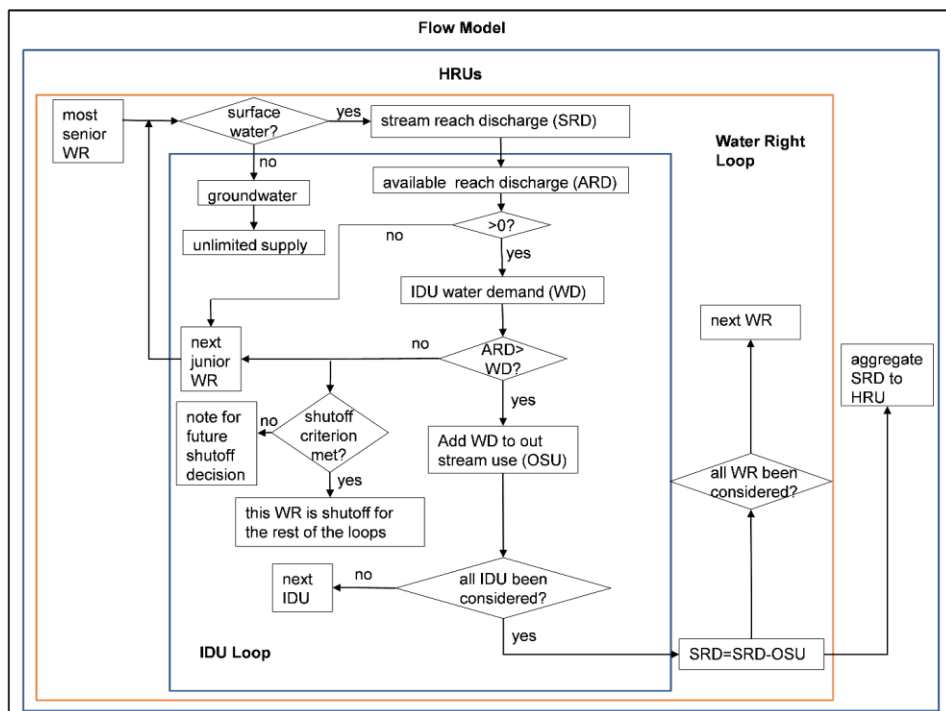 Flow Model
HRUs
most
senior
WR
surface
water?
yes
stream reach discharge (SRD)
Water Right
Loop
no
groundwater
available reach discharge (ARD)
unlimited supply
no
>0?
yes
IDU water demand (WD)
next WR
next
junior
WR
no
ARD>
WD?
aggregate
SRD to
HRU
yes
note for
future
shutoff
decision
no
shutoff
criterion
met?
Add WD to out
stream use (OSU)
yes
all WR been
considered?
this WR is shutoff for
the rest of the loops
next
IDU
no
all IDU been
considered?
yes
IDU Loop
SRD=SRD-OSU